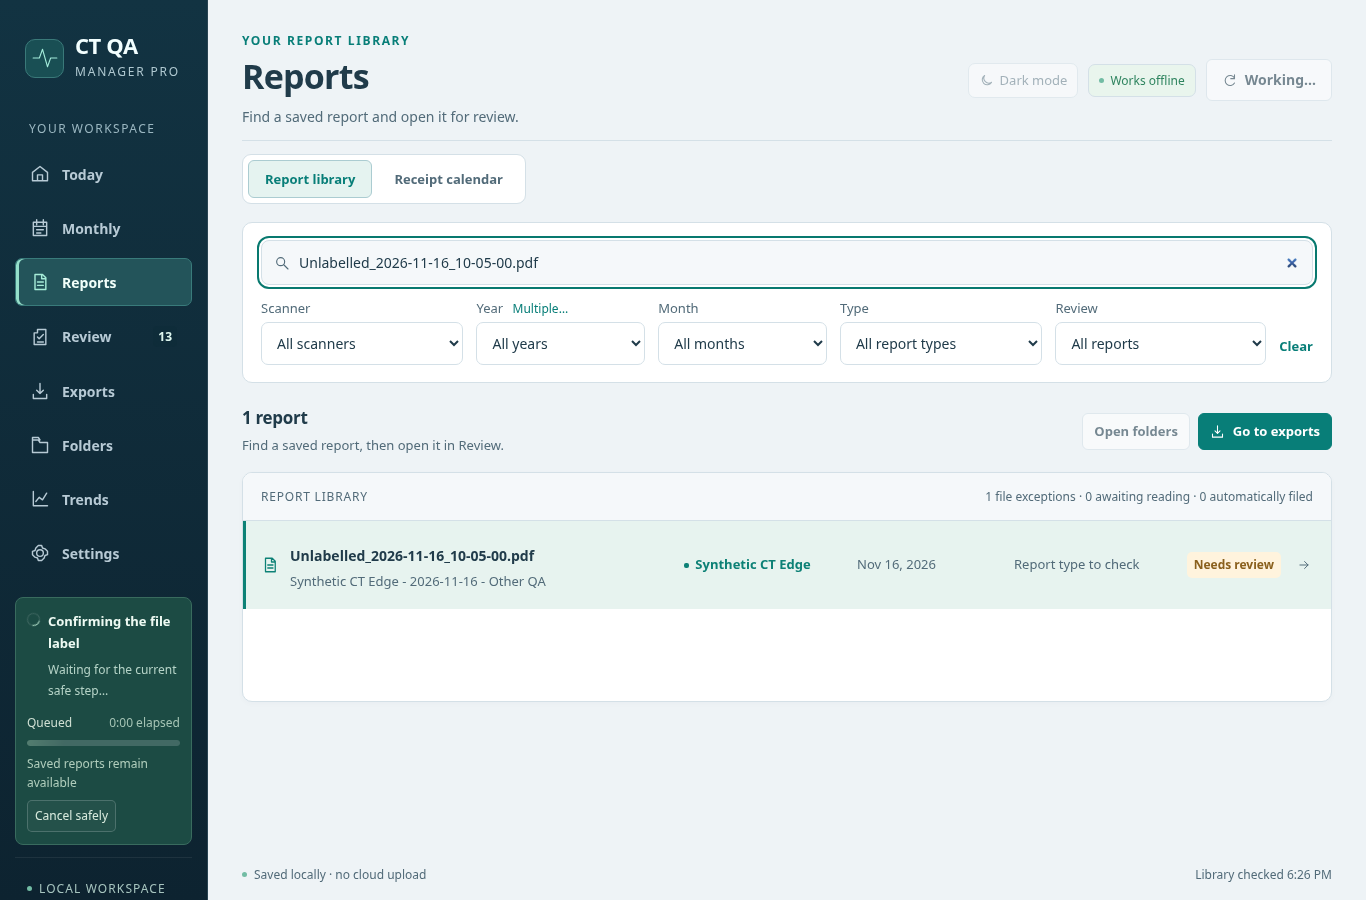 CT QA
MANAGER PRO
YOUR WORKSPACE
Today
Monthly
Reports
Review 13
Exports
Folders
Trends
Settings
Confirming the file
label
Waiting for the current
safe step...
Queued 0:00 elapsed
Saved reports remain
available
Cancel safely
LOCAL WORKSPACE
YOUR REPORT LIBRARY
Reports
Find a saved report and open it for review.
Dark mode
Works offline
Working...
Report library
Receipt calendar
Unlabelled_2026-11-16_10-05-00.pdf
Scanner
Year Multiple...
Month
Type
Review
All scanners
All years
All months
All report types
All reports
Clear
1 report
Find a saved report, then open it in Review.
Open folders
Go to exports
REPORT LIBRARY
1 file exceptions · 0 awaiting reading · 0 automatically filed
Unlabelled_2026-11-16_10-05-00.pdf
Synthetic CT Edge - 2026-11-16 - Other QA
Synthetic CT Edge
Nov 16, 2026
Report type to check
Needs review
Saved locally · no cloud upload
Library checked 6:26 PM